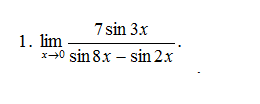 1. lim x→0 7 sin 3x / (sin 8x – sin 2x) .